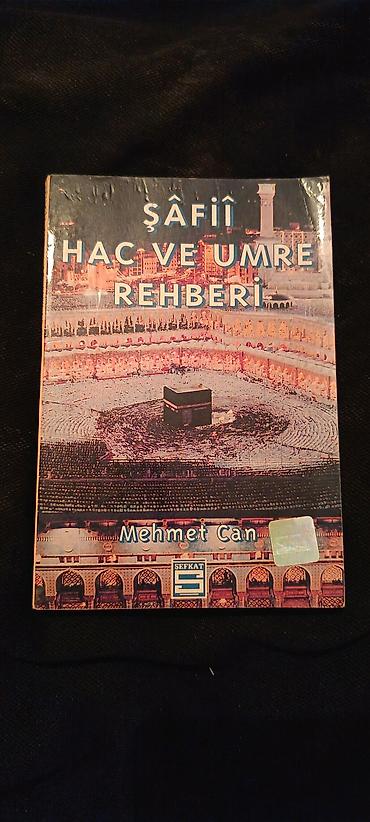 ŞÂFİÎ
HAC VE UMRE
REHBERİ
Mehmet Can
ŞEFKAT